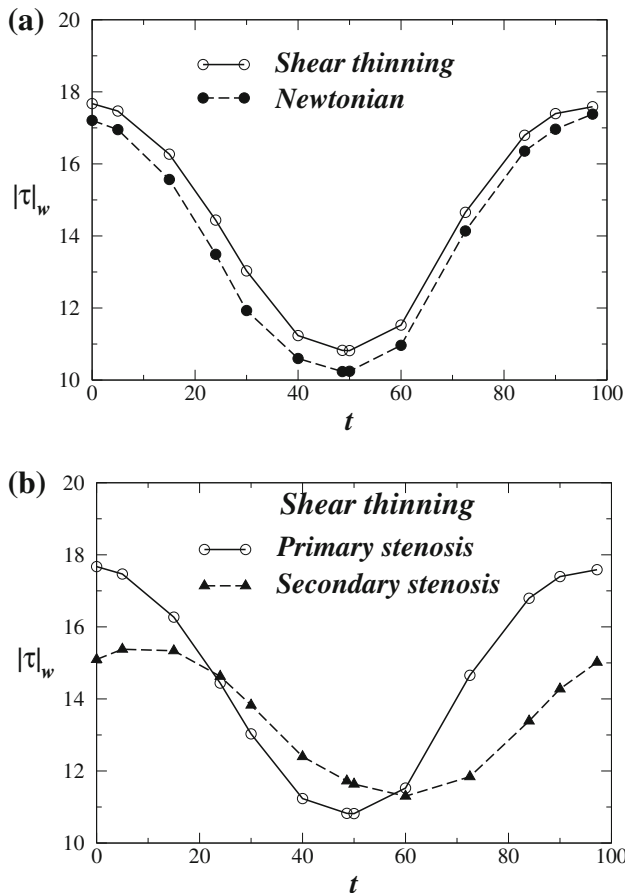 (a)
20
18
16
14
12
10
|τ|w
Shear thinning
Newtonian
0 20 40 60 80 100
t
(b)
20
18
16
14
12
10
|τ|w
Shear thinning
Primary stenosis
Secondary stenosis
0 20 40 60 80 100
t